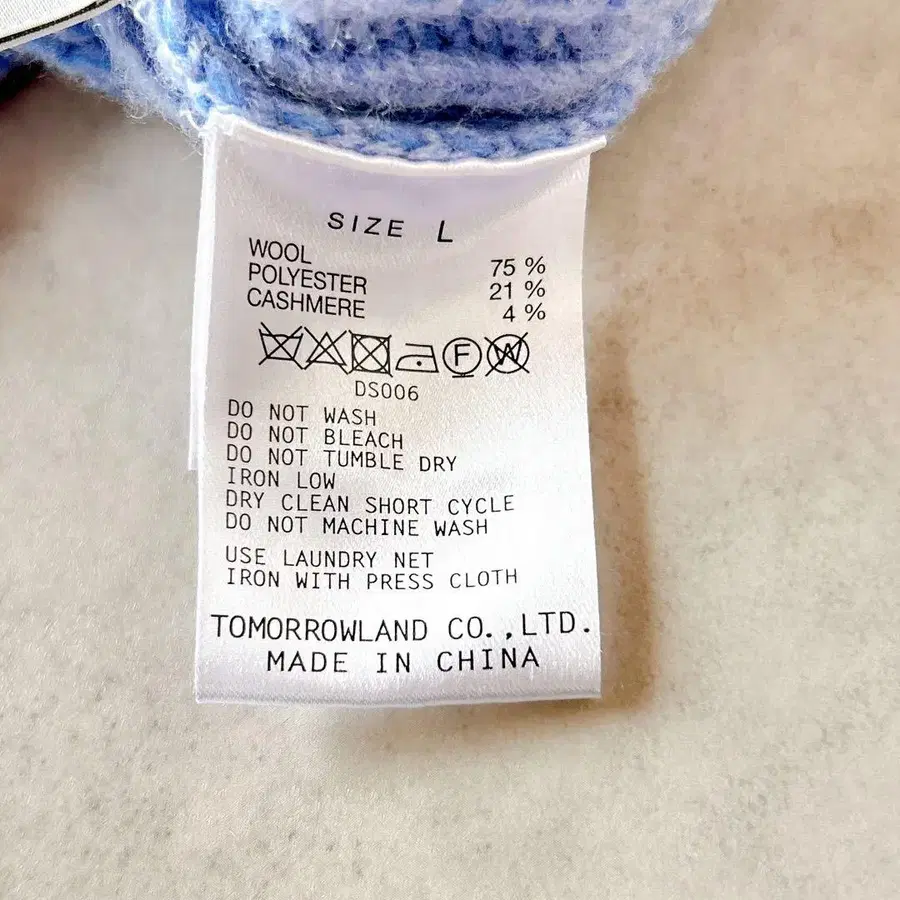 SIZE L
WOOL 75 %
POLYESTER 21 %
CASHMERE 4 %
F W
DS006
DO NOT WASH
DO NOT BLEACH
DO NOT TUMBLE DRY
IRON LOW
DRY CLEAN SHORT CYCLE
DO NOT MACHINE WASH
USE LAUNDRY NET
IRON WITH PRESS CLOTH
TOMORROWLAND CO.,LTD.
MADE IN CHINA